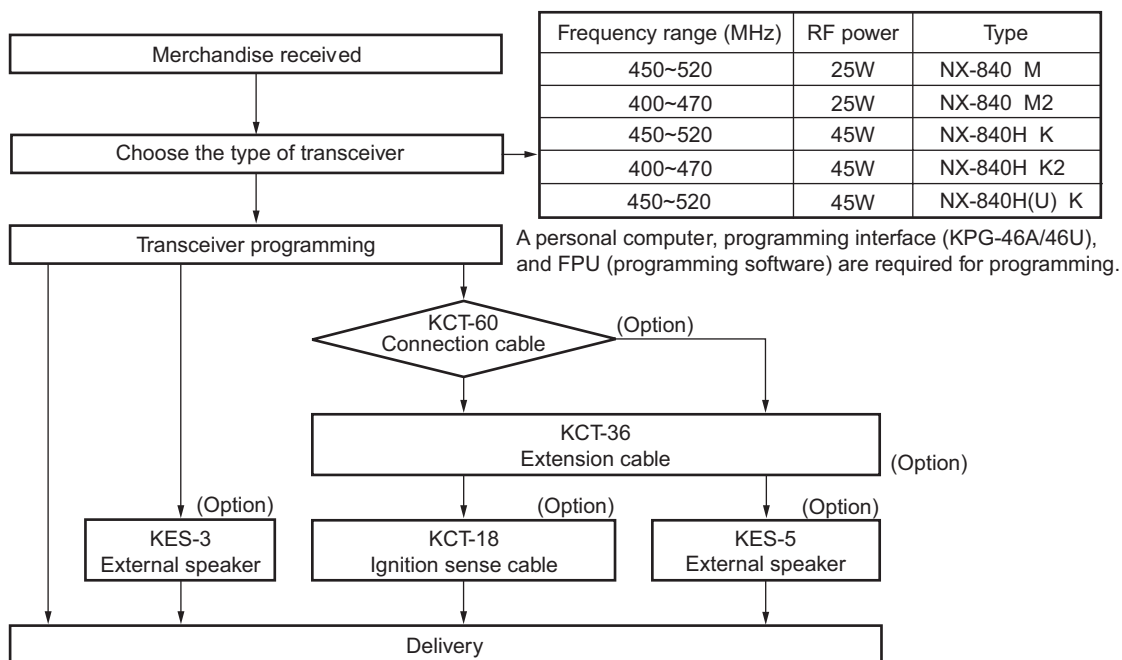 Merchandise received
Choose the type of transceiver
Frequency range (MHz) RF power Type
450~520 25W NX-840 M
400~470 25W NX-840 M2
450~520 45W NX-840H K
400~470 45W NX-840H K2
450~520 45W NX-840H(U) K
Transceiver programming
A personal computer, programming interface (KPG-46A/46U),
and FPU (programming software) are required for programming.
KCT-60
Connection cable
(Option)
KCT-36
Extension cable
(Option)
(Option)
KES-3
External speaker
(Option)
KCT-18
Ignition sense cable
(Option)
KES-5
External speaker
Delivery